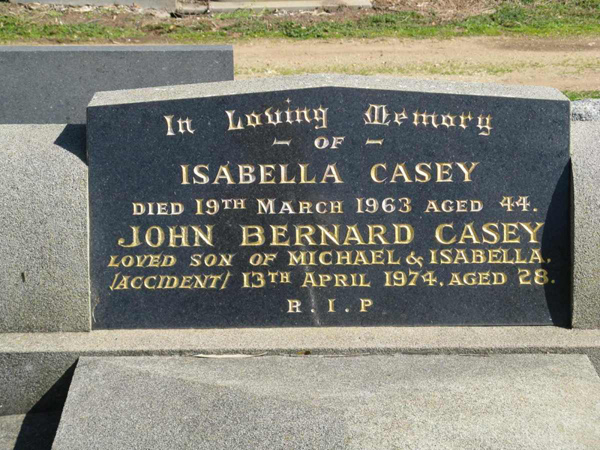 In Loving Memory
– OF –
ISABELLA CASEY
DIED 19TH MARCH 1963 AGED 44.
JOHN BERNARD CASEY
LOVED SON OF MICHAEL & ISABELLA.
/ACCIDENT/ 13TH APRIL 1974, AGED 28.
R. I. P